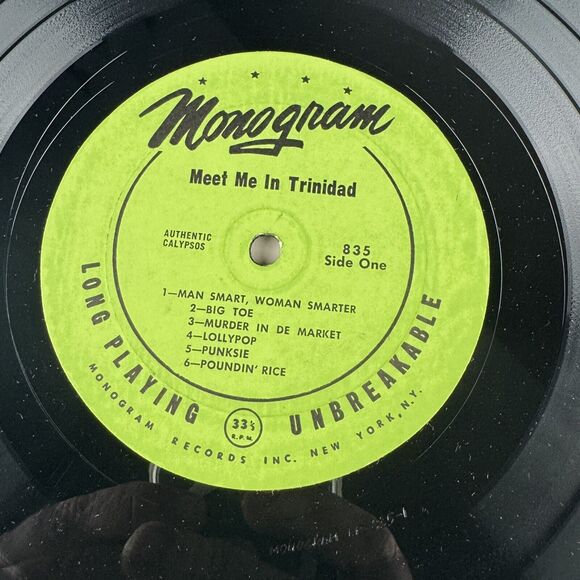 Monogram
Meet Me In Trinidad
AUTHENTIC
CALYPSOS
835
Side One
1—MAN SMART, WOMAN SMARTER
2—BIG TOE
3—MURDER IN DE MARKET
4—LOLLYPOP
5—PUNKSIE
6—POUNDIN' RICE
LONG PLAYING
33⅓
R.P.M.
UNBREAKABLE
MONOGRAM RECORDS INC. NEW YORK, N.Y.